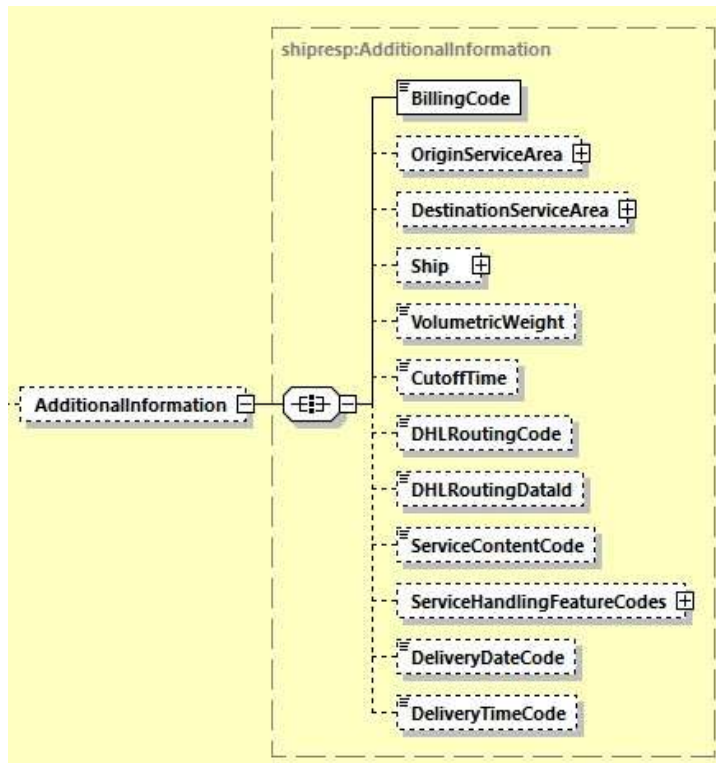 shipresp:AdditionalInformation
BillingCode
OriginServiceArea
DestinationServiceArea
Ship
VolumetricWeight
CutoffTime
AdditionalInformation
DHLRoutingCode
DHLRoutingDataId
ServiceContentCode
ServiceHandlingFeatureCodes
DeliveryDateCode
DeliveryTimeCode